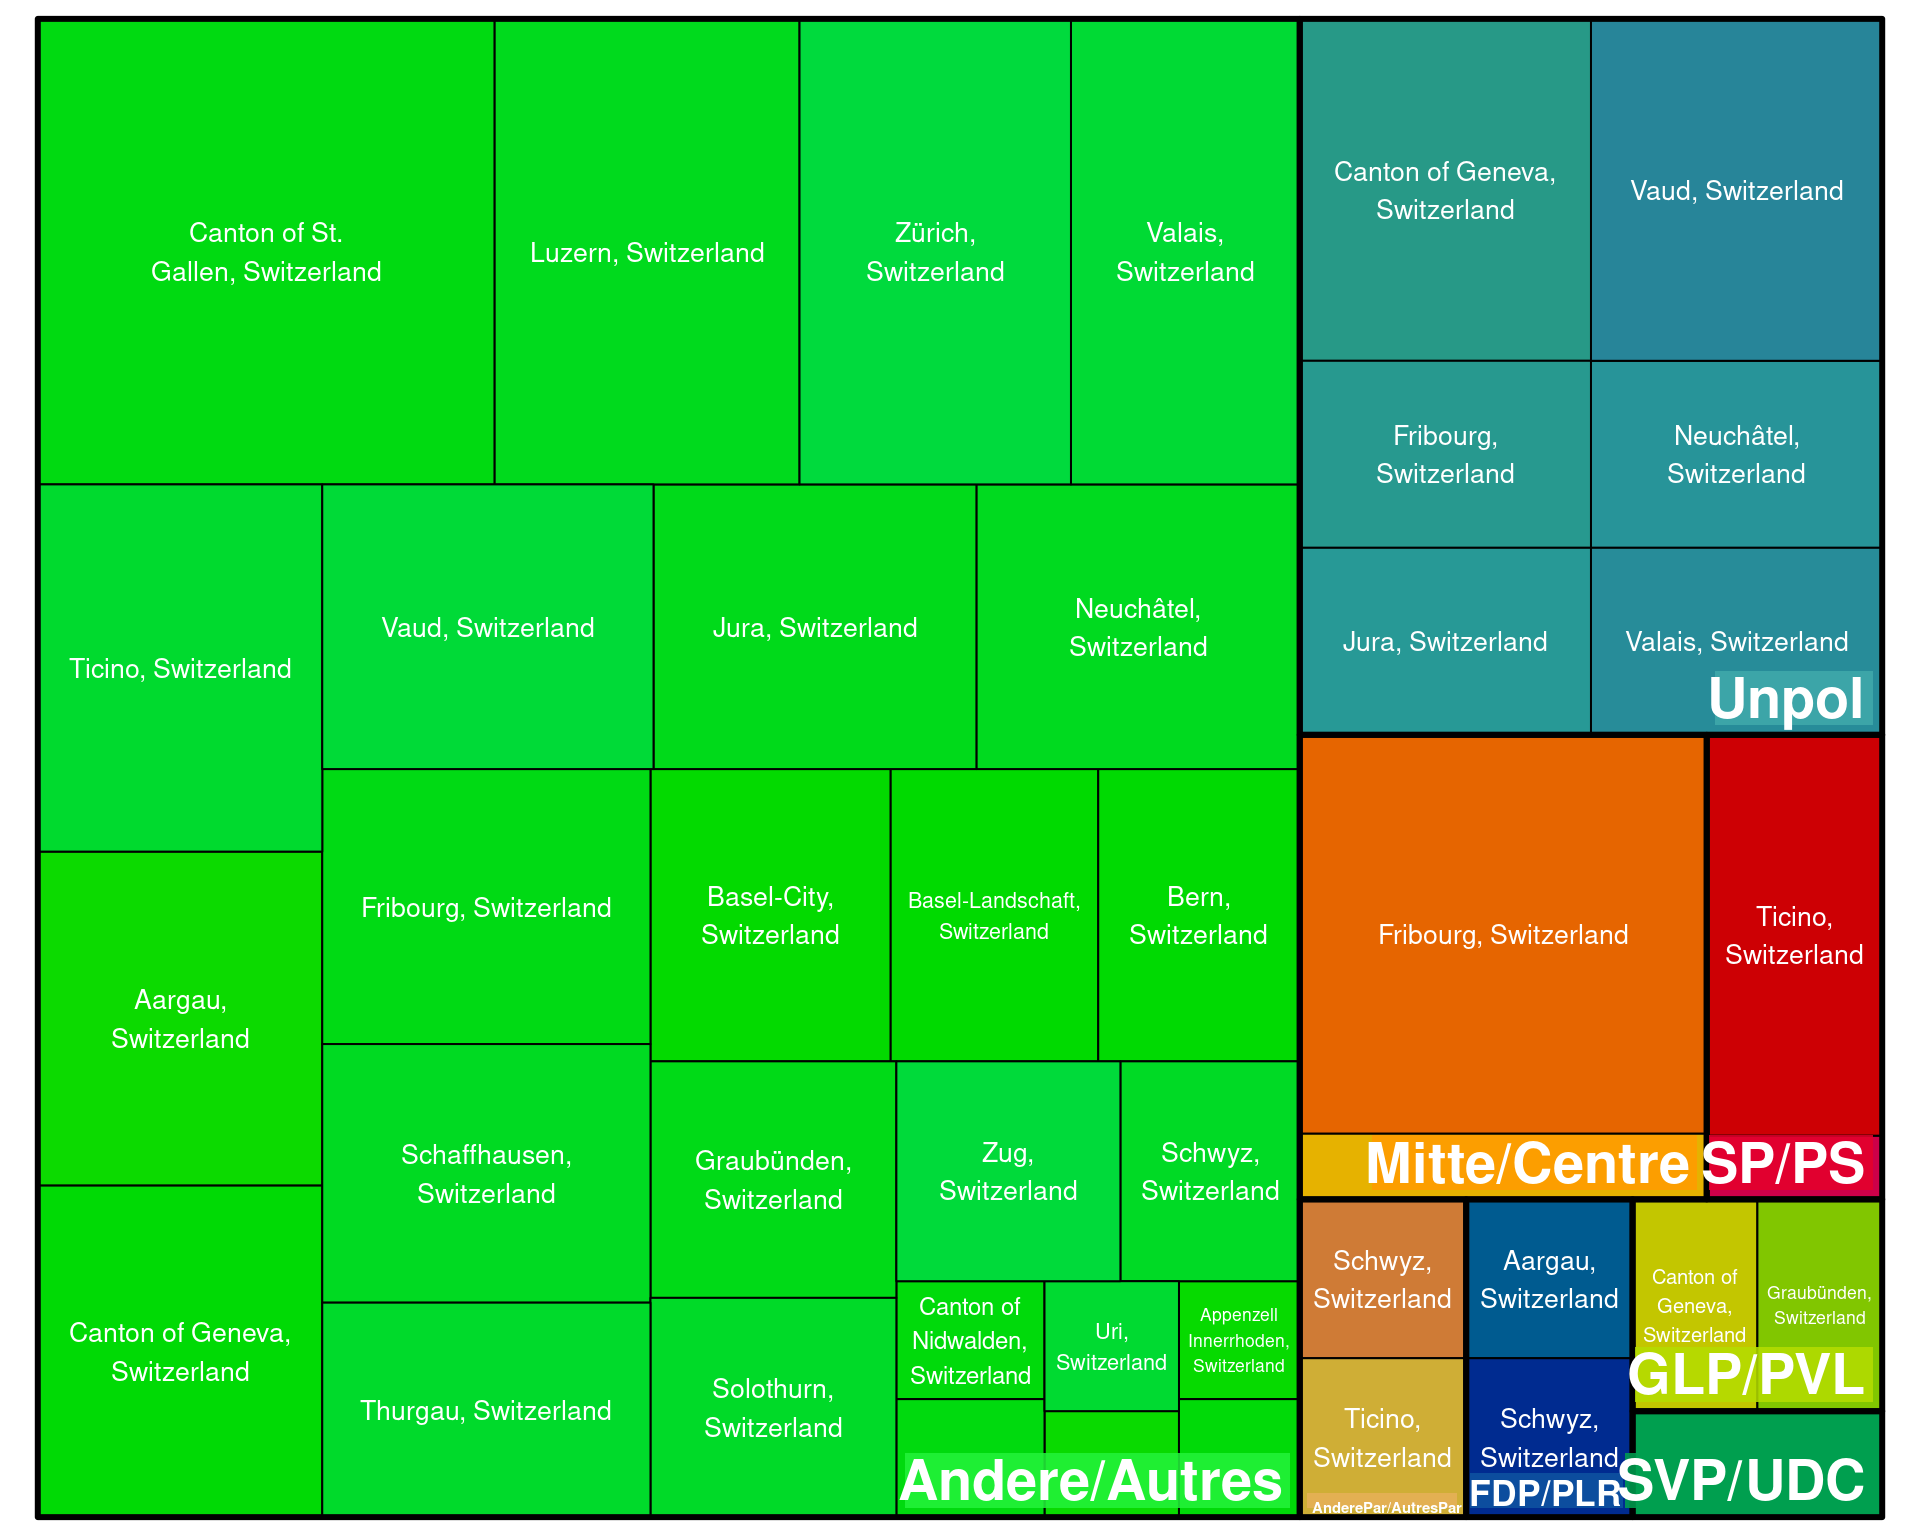 Canton of St.
Gallen, Switzerland
Luzern, Switzerland
Zürich,
Switzerland
Valais,
Switzerland
Ticino, Switzerland
Vaud, Switzerland
Jura, Switzerland
Neuchâtel,
Switzerland
Aargau,
Switzerland
Fribourg, Switzerland
Basel-City,
Switzerland
Basel-Landschaft,
Switzerland
Bern,
Switzerland
Canton of Geneva,
Switzerland
Schaffhausen,
Switzerland
Graubünden,
Switzerland
Zug,
Switzerland
Schwyz,
Switzerland
Thurgau, Switzerland
Solothurn,
Switzerland
Canton of
Nidwalden,
Switzerland
Uri,
Switzerland
Appenzell
Innerrhoden,
Switzerland
Andere/Autres
Canton of Geneva,
Switzerland
Vaud, Switzerland
Fribourg,
Switzerland
Neuchâtel,
Switzerland
Jura, Switzerland
Valais, Switzerland
Unpol
Fribourg, Switzerland
Mitte/Centre
Ticino,
Switzerland
SP/PS
Schwyz,
Switzerland
Ticino,
Switzerland
AnderePar/AutresPar
Aargau,
Switzerland
Schwyz,
Switzerland
FDP/PLR
Canton of
Geneva,
Switzerland
Graubünden,
Switzerland
GLP/PVL
SVP/UDC